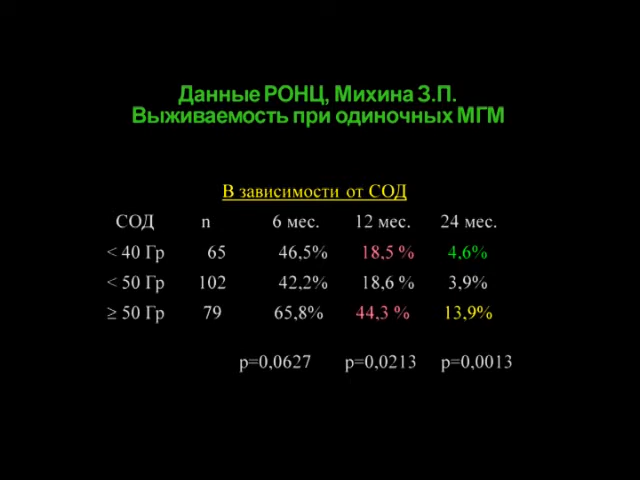 Данные РОНЦ, Михина З.П.
Выживаемость при одиночных МГМ
В зависимости от СОД
СОД n 6 мес. 12 мес. 24 мес.
< 40 Гр 65 46,5% 18,5 % 4,6%
< 50 Гр 102 42,2% 18,6 % 3,9%
≥ 50 Гр 79 65,8% 44,3 % 13,9%
p=0,0627 p=0,0213 p=0,0013